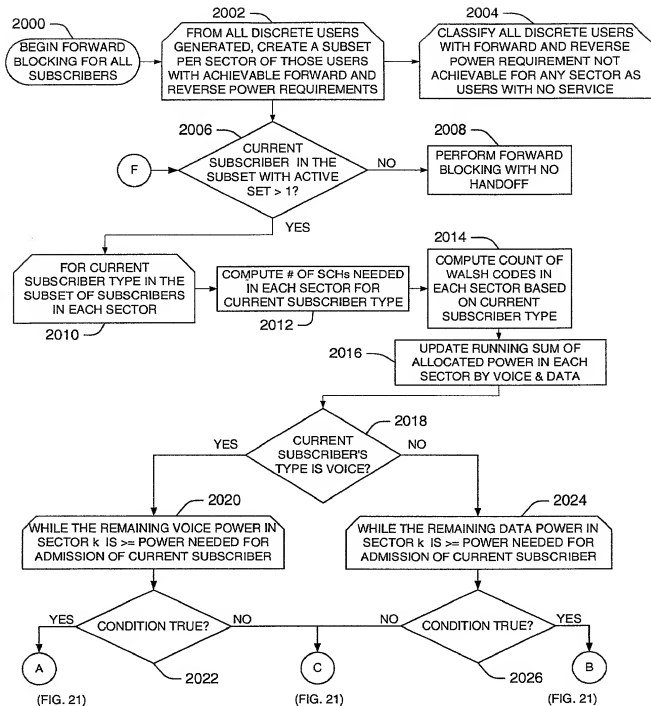 2000
BEGIN FORWARD
BLOCKING FOR ALL
SUBSCRIBERS
2002
FROM ALL DISCRETE USERS
GENERATED, CREATE A SUBSET
PER SECTOR OF THOSE USERS
WITH ACHIEVABLE FORWARD AND
REVERSE POWER REQUIREMENTS
2004
CLASSIFY ALL DISCRETE USERS
WITH FORWARD AND REVERSE
POWER REQUIREMENT NOT
ACHIEVABLE FOR ANY SECTOR AS
USERS WITH NO SERVICE
2006
F
CURRENT
SUBSCRIBER IN THE
SUBSET WITH ACTIVE
SET > 1?
NO
YES
2008
PERFORM FORWARD
BLOCKING WITH NO
HANDOFF
FOR CURRENT
SUBSCRIBER TYPE IN THE
SUBSET OF SUBSCRIBERS
IN EACH SECTOR
2010
COMPUTE # OF SCHs NEEDED
IN EACH SECTOR FOR
CURRENT SUBSCRIBER TYPE
2012
2014
COMPUTE COUNT OF
WALSH CODES IN
EACH SECTOR BASED
ON CURRENT
SUBSCRIBER TYPE
2016
UPDATE RUNNING SUM OF
ALLOCATED POWER IN EACH
SECTOR BY VOICE & DATA
2018
YES
CURRENT
SUBSCRIBER'S
TYPE IS VOICE?
NO
2020
WHILE THE REMAINING VOICE POWER IN
SECTOR k IS >= POWER NEEDED FOR
ADMISSION OF CURRENT SUBSCRIBER
2024
WHILE THE REMAINING DATA POWER IN
SECTOR k IS >= POWER NEEDED FOR
ADMISSION OF CURRENT SUBSCRIBER
YES
CONDITION TRUE?
NO
2022
NO
CONDITION TRUE?
YES
2026
A
C
B
(FIG. 21)
(FIG. 21)
(FIG. 21)